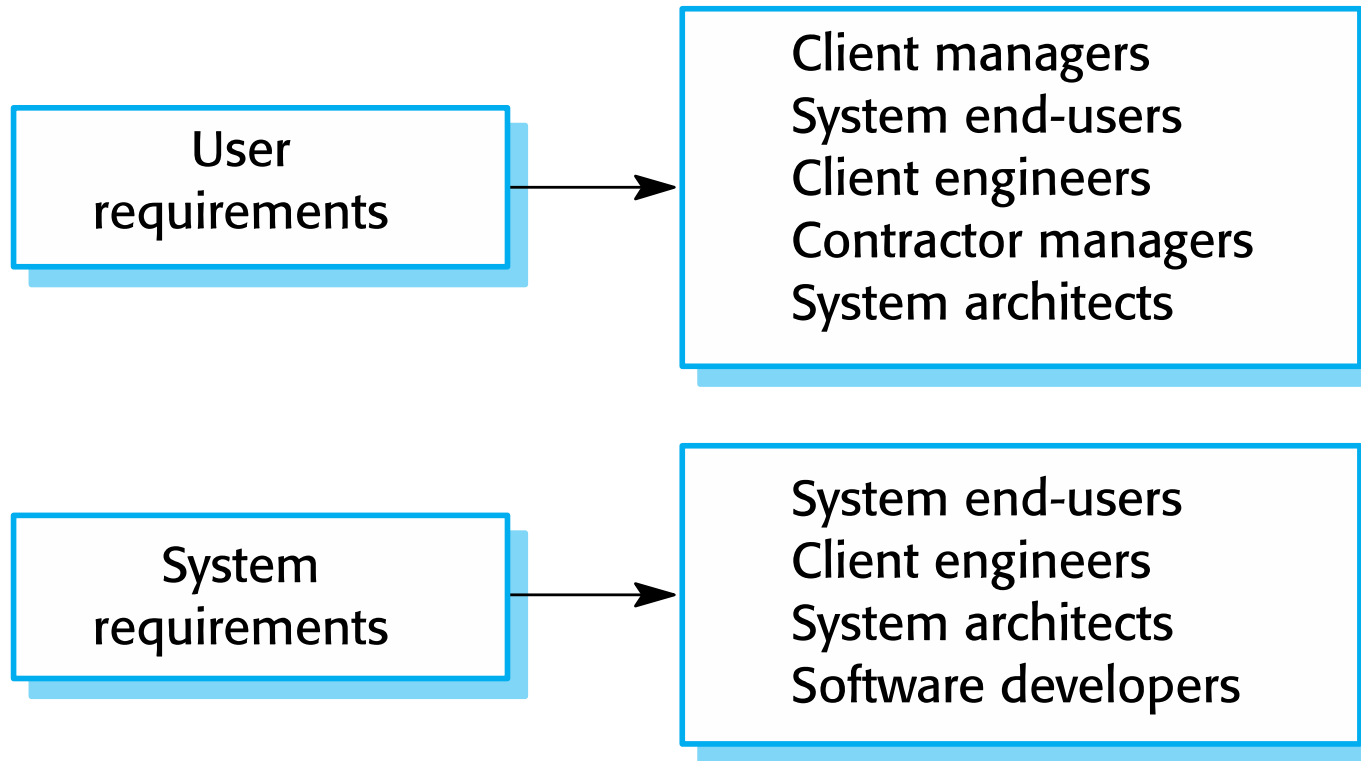 User
requirements
Client managers
System end-users
Client engineers
Contractor managers
System architects
System
requirements
System end-users
Client engineers
System architects
Software developers